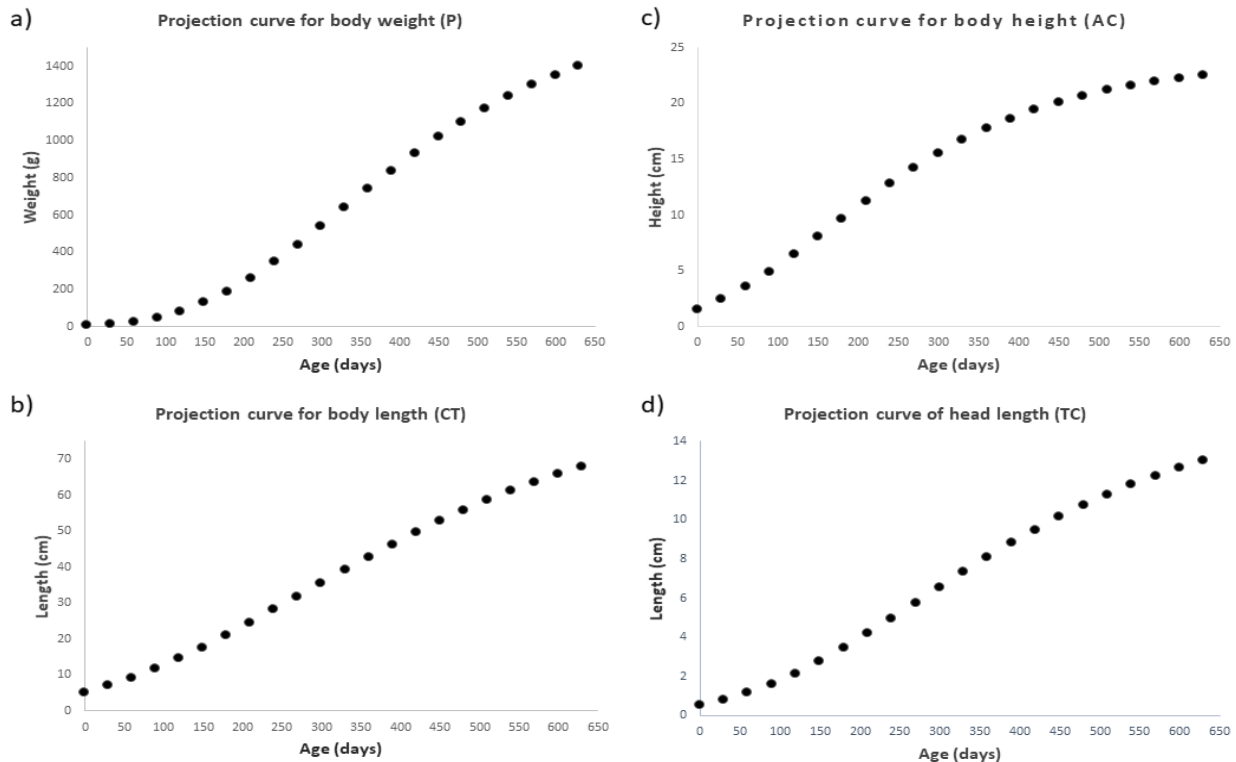 a)
Projection curve for body weight (P)
Weight (g)
1400
1200
1000
800
600
400
200
0
0 50 100 150 200 250 300 350 400 450 500 550 600 650
Age (days)
c)
Projection curve for body height (AC)
Height (cm)
25
20
15
10
5
0
0 50 100 150 200 250 300 350 400 450 500 550 600 650
Age (days)
b)
Projection curve for body length (CT)
Length (cm)
70
60
50
40
30
20
10
0
0 50 100 150 200 250 300 350 400 450 500 550 600 650
Age (days)
d)
Projection curve of head length (TC)
Length (cm)
14
12
10
8
6
4
2
0
0 50 100 150 200 250 300 350 400 450 500 550 600 650
Age (days)